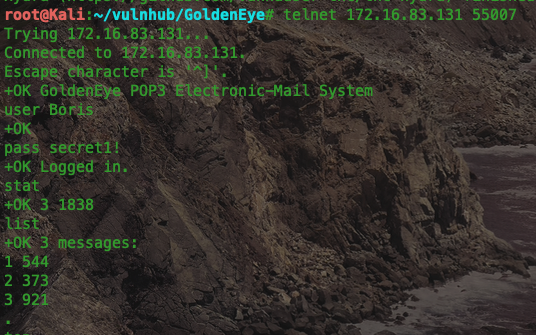 root@Kali:~/vulnhub/GoldenEye# telnet 172.16.83.131 55007
Trying 172.16.83.131...
Connected to 172.16.83.131.
Escape character is '^]'.
+OK GoldenEye POP3 Electronic-Mail System
user Boris
+OK
pass secret1!
+OK Logged in.
stat
+OK 3 1838
list
+OK 3 messages:
1 544
2 373
3 921
.